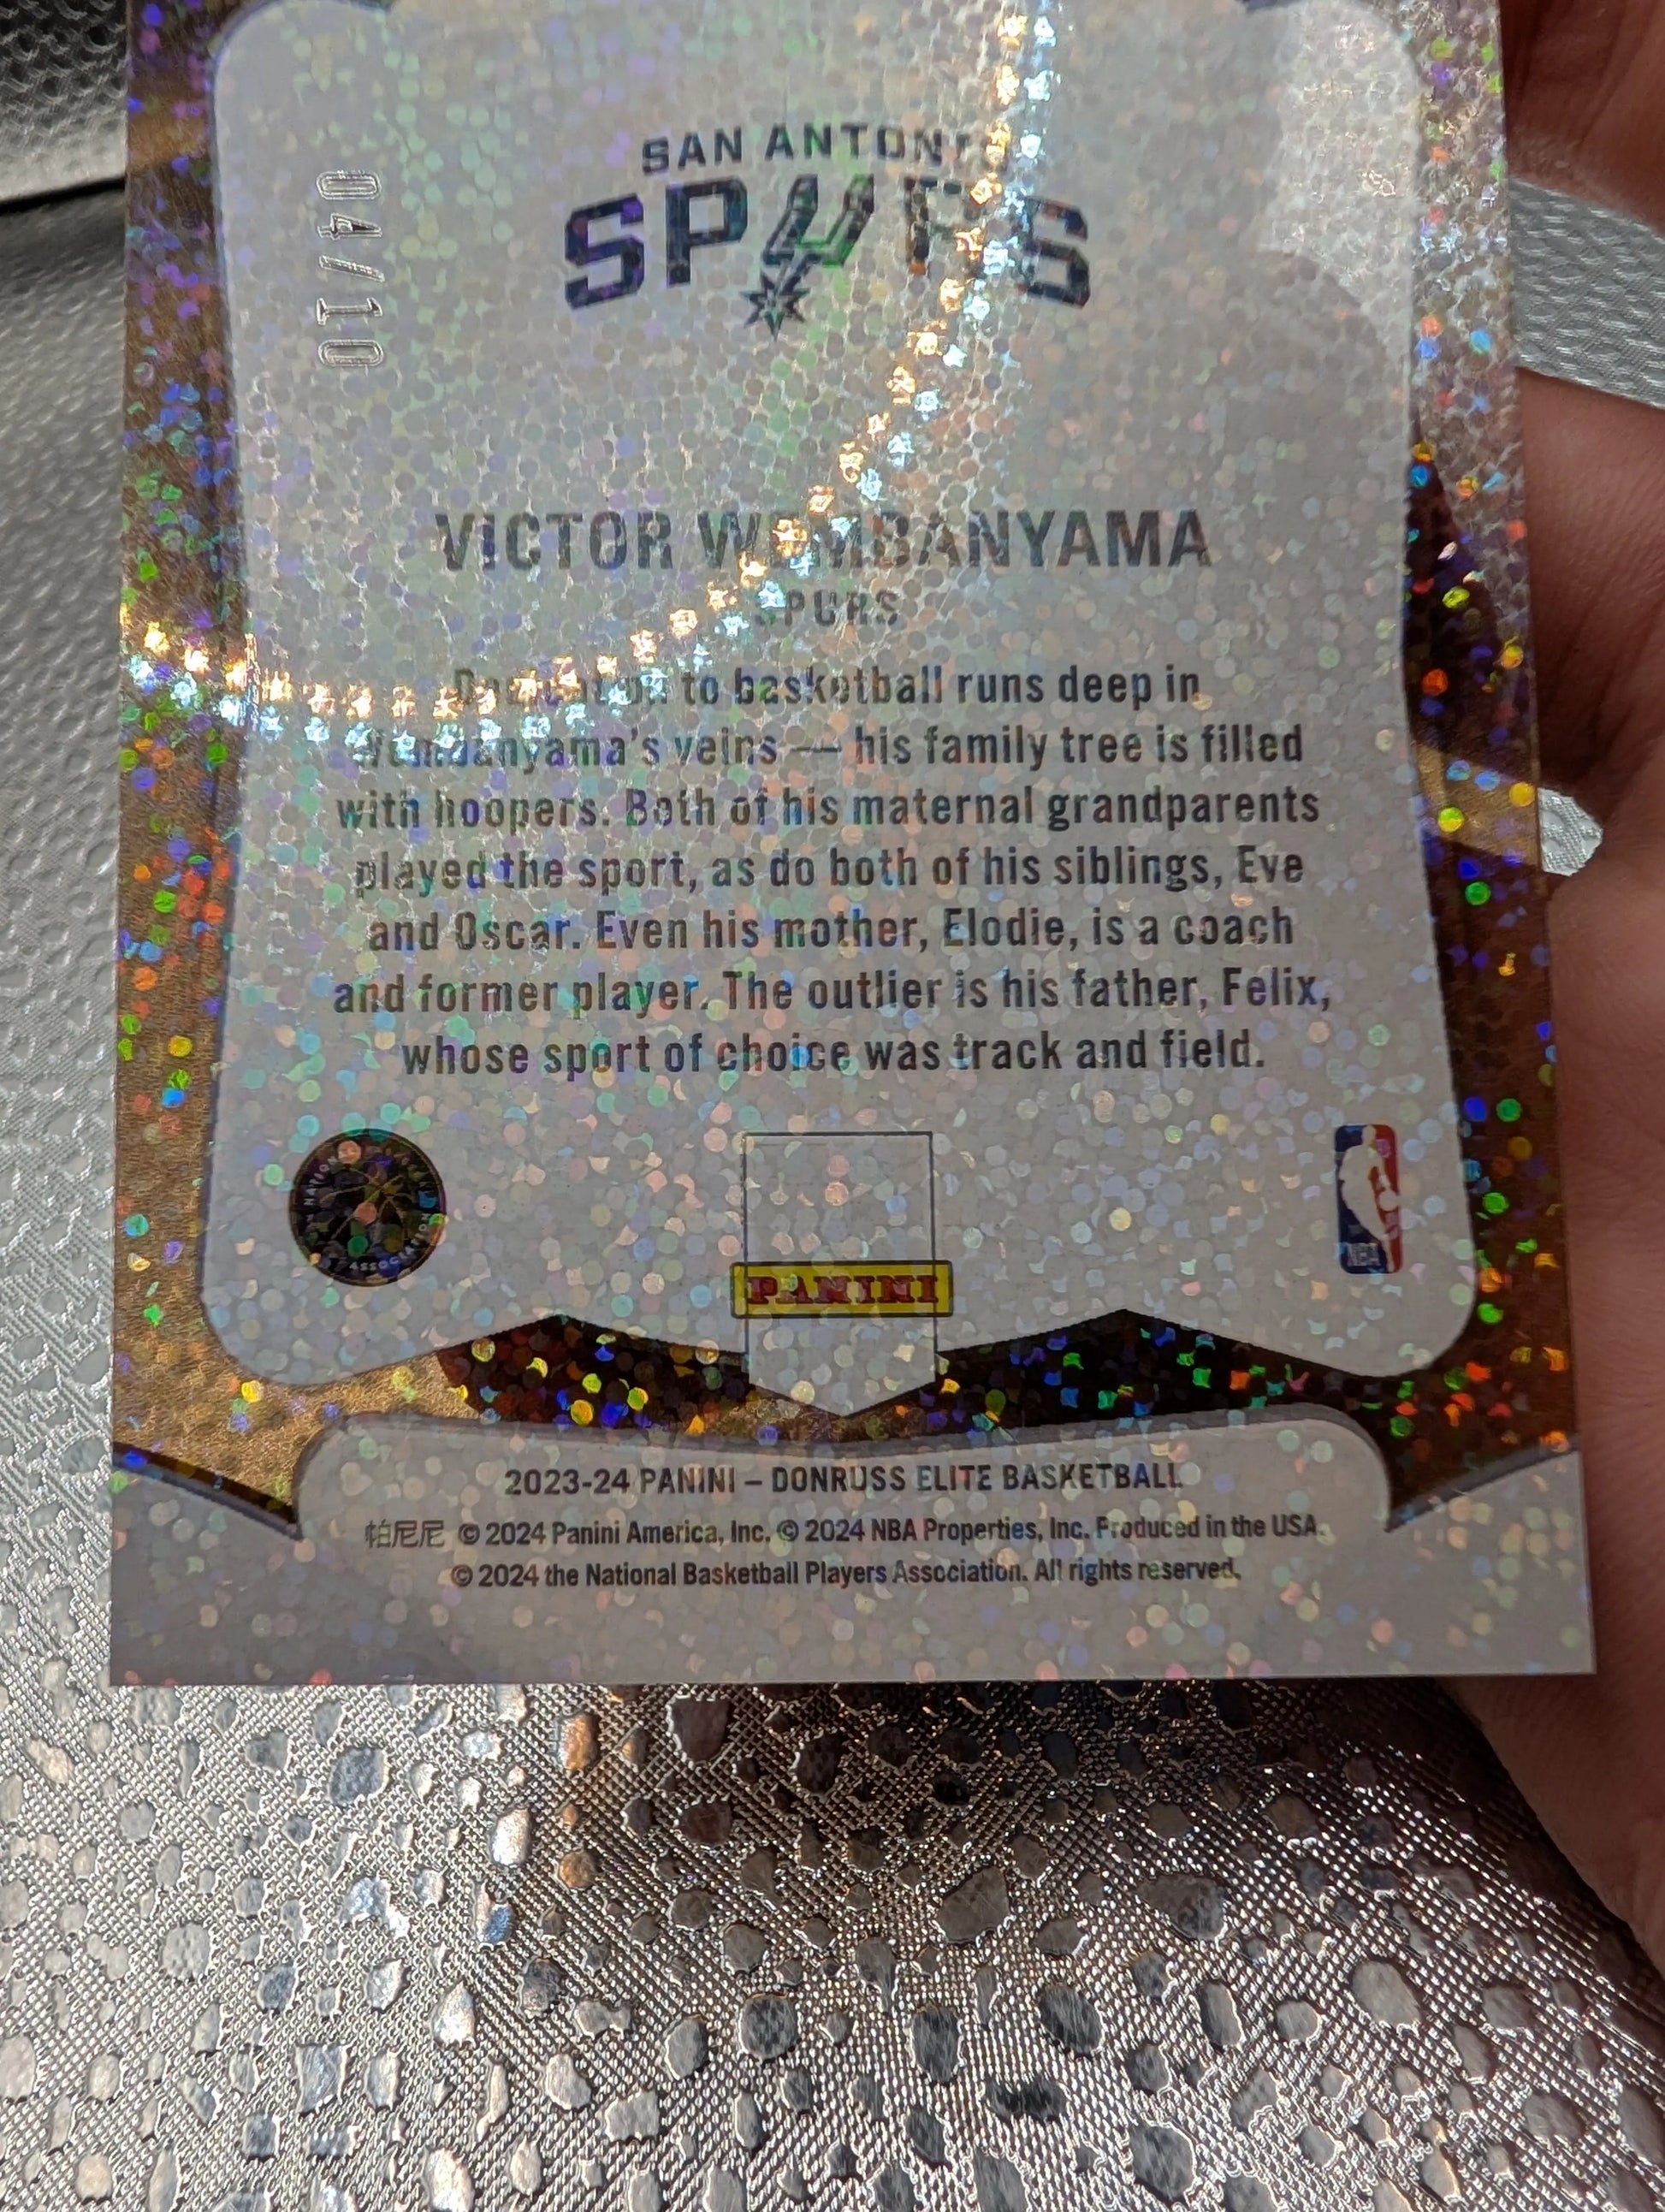 04/10
SAN ANTONIO
SPURS
VICTOR WEMBANYAMA
SPURS
Dedication to basketball runs deep in
Wembanyama's veins — his family tree is filled
with hoopers. Both of his maternal grandparents
played the sport, as do both of his siblings, Eve
and Oscar. Even his mother, Elodie, is a coach
and former player. The outlier is his father, Felix,
whose sport of choice was track and field.
ASSOCIATION
NBA
PANINI
2023-24 PANINI – DONRUSS ELITE BASKETBALL
帕尼尼 © 2024 Panini America, Inc. © 2024 NBA Properties, Inc. Produced in the USA.
© 2024 the National Basketball Players Association. All rights reserved.